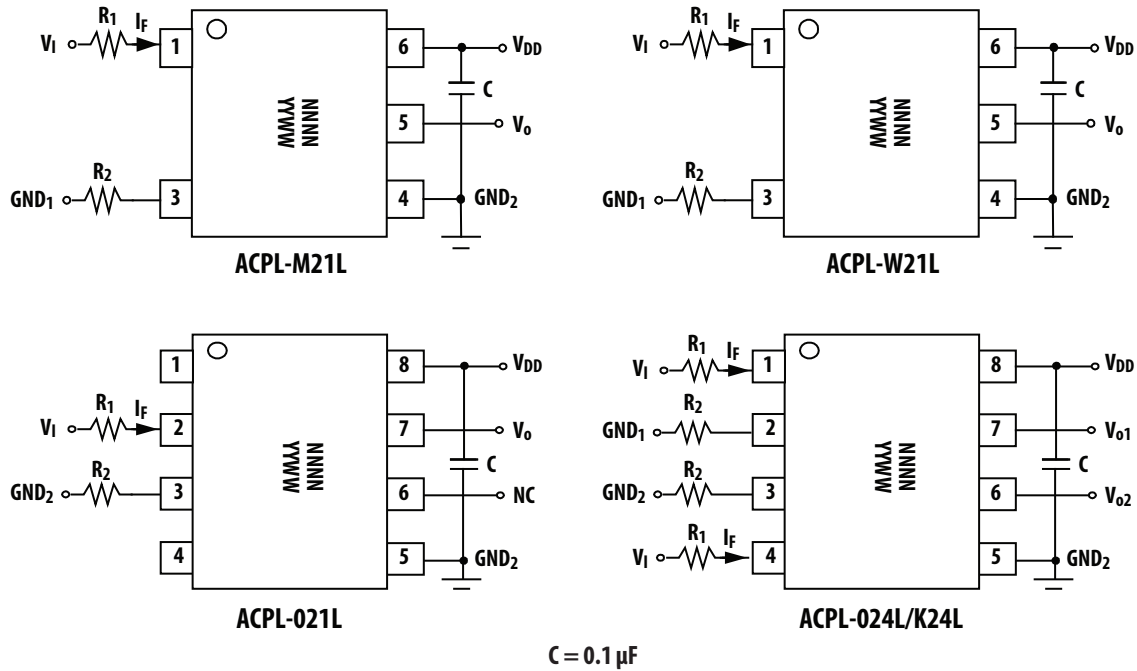 R1 IF
VI 1 6 VDD
C
NNNN
YYWW
5 Vo
R2
GND1 3 4 GND2
ACPL-M21L
R1 IF
VI 1 6 VDD
C
NNNN
YYWW
5 Vo
R2
GND1 3 4 GND2
ACPL-W21L
1 8 VDD
R1 IF
VI 2 7 Vo
NNNN
YYWW
R2 C
GND2 3 6 NC
4 5 GND2
ACPL-021L
R1 IF
VI 1 8 VDD
R2
GND1 2 7 Vo1
NNNN
YYWW
R2 C
GND2 3 6 Vo2
R1 IF
VI 4 5 GND2
ACPL-024L/K24L
C = 0.1 µF